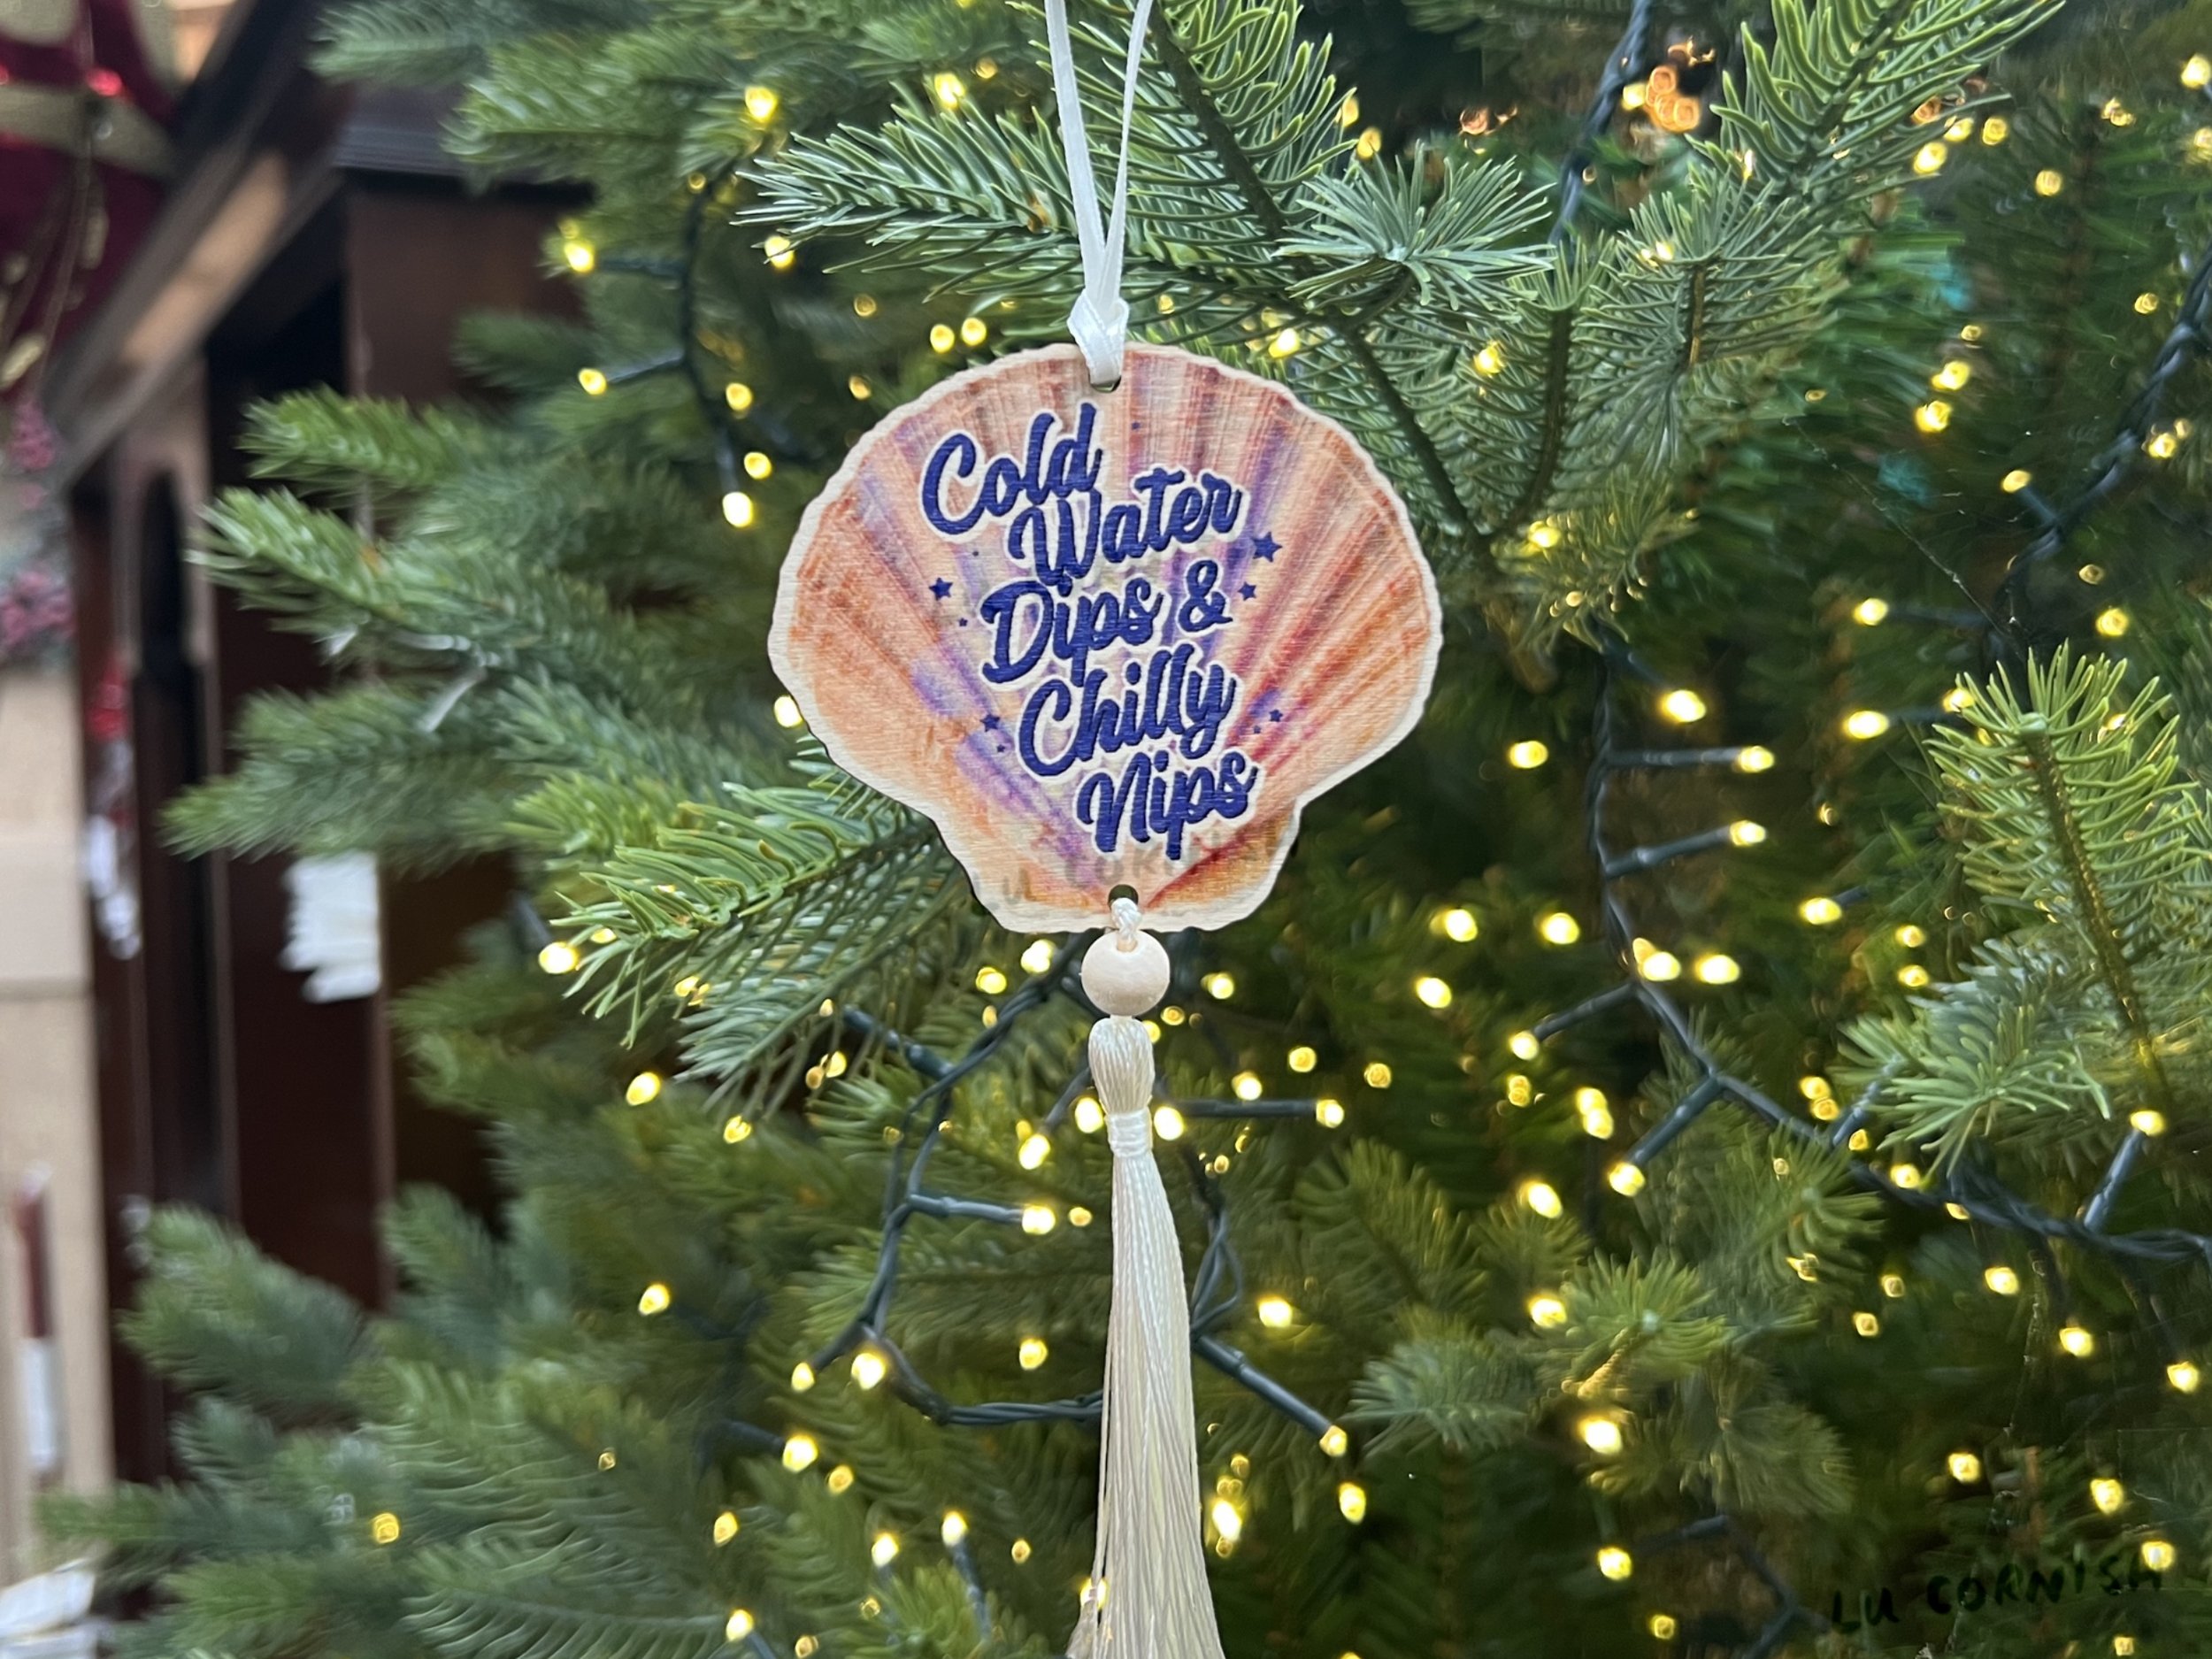 Cold
Water
Dips &
Chilly
Nips
LU CORNISH